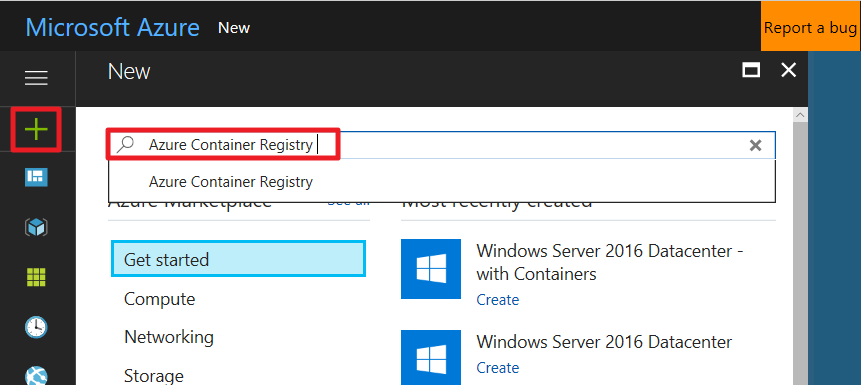 Microsoft Azure New Report a bug
New
Azure Container Registry
Azure Container Registry
Azure Marketplace See all
Most recently created
Get started
Compute
Networking
Storage
Windows Server 2016 Datacenter -
with Containers
Create
Windows Server 2016 Datacenter
Create